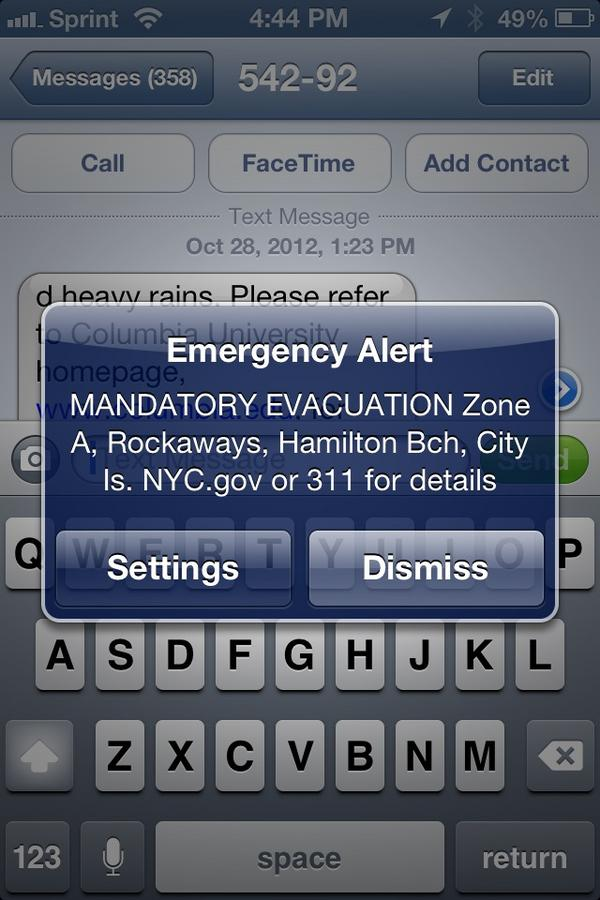 Sprint 4:44 PM 49%
Messages (358) 542-92 Edit
Call FaceTime Add Contact
Text Message
Oct 28, 2012, 1:23 PM
d heavy rains. Please refer
to Columbia University
homepage,
Emergency Alert
MANDATORY EVACUATION Zone
A, Rockaways, Hamilton Bch, City
Is. NYC.gov or 311 for details
Text Message Send
Settings Dismiss
Q W E R T Y U I O P
A S D F G H J K L
Z X C V B N M
123 space return